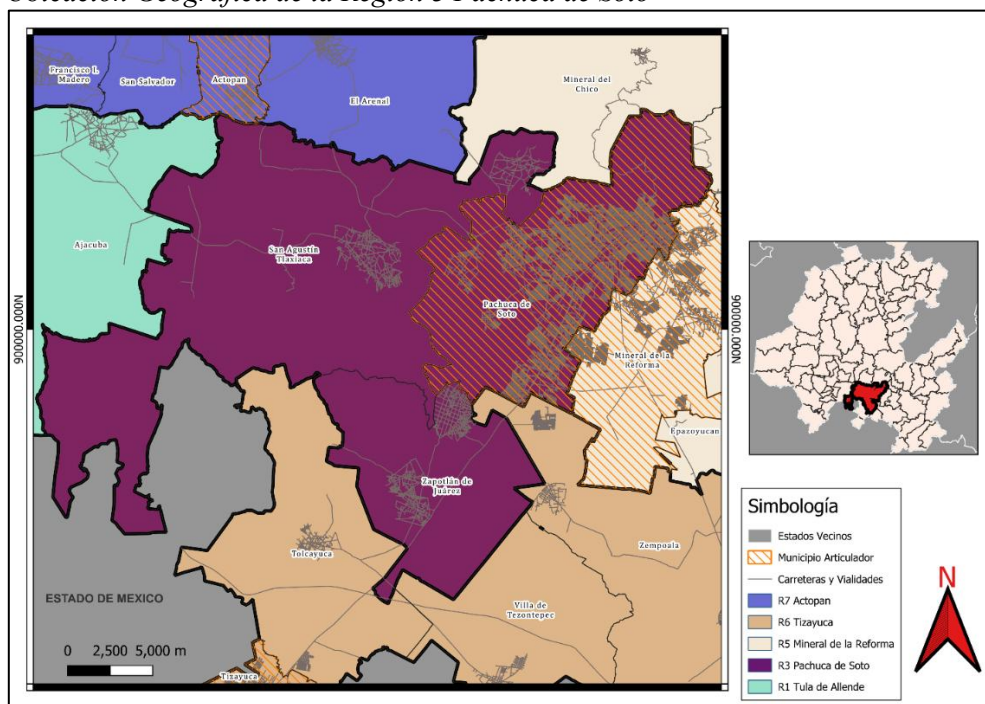 Ubicación Geográfica de la Región 3 Pachuca de Soto
Francisco I.
Madero
San Salvador
Actopan
El Arenal
Mineral del
Chico
Ajacuba
San Agustín
Tlaxiaca
Pachuca de
Soto
Mineral de la
Reforma
Epazoyucan
Zapotlán de
Juárez
Tolcayuca
Zempoala
Villa de
Tezontepec
Tizayuca
ESTADO DE MEXICO
0 2,500 5,000 m
900000.000N
900000.000N
Simbología
Estados Vecinos
Municipio Articulador
Carreteras y Vialidades
R7 Actopan
R6 Tizayuca
R5 Mineral de la Reforma
R3 Pachuca de Soto
R1 Tula de Allende
N